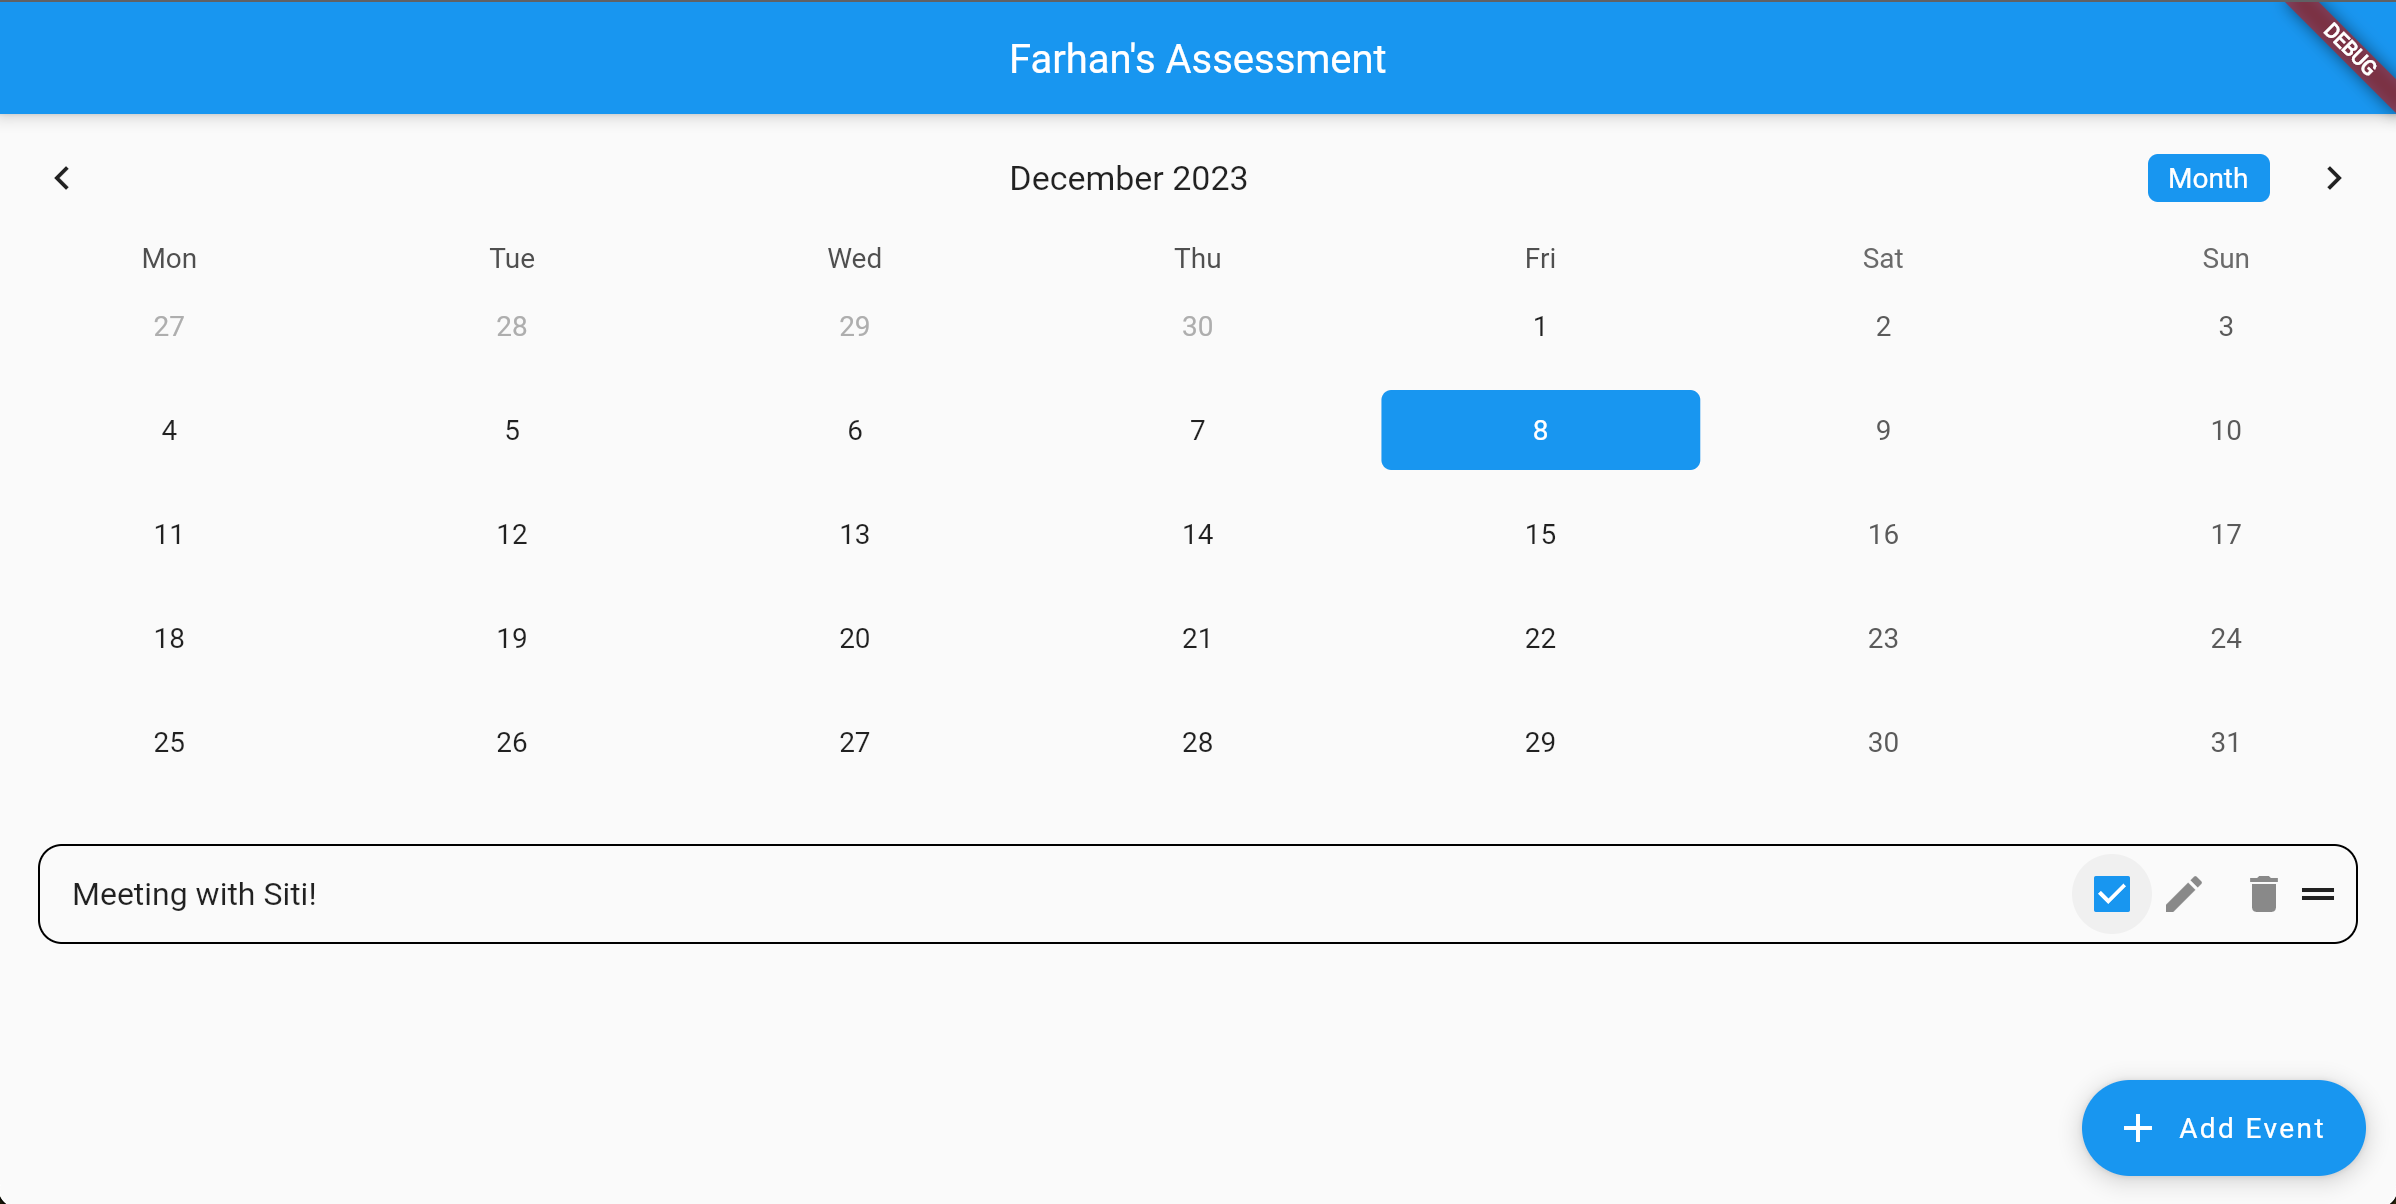 Farhan's Assessment
DEBUG
December 2023
Month
Mon Tue Wed Thu Fri Sat Sun
27 28 29 30 1 2 3
4 5 6 7 8 9 10
11 12 13 14 15 16 17
18 19 20 21 22 23 24
25 26 27 28 29 30 31
Meeting with Siti!
Add Event